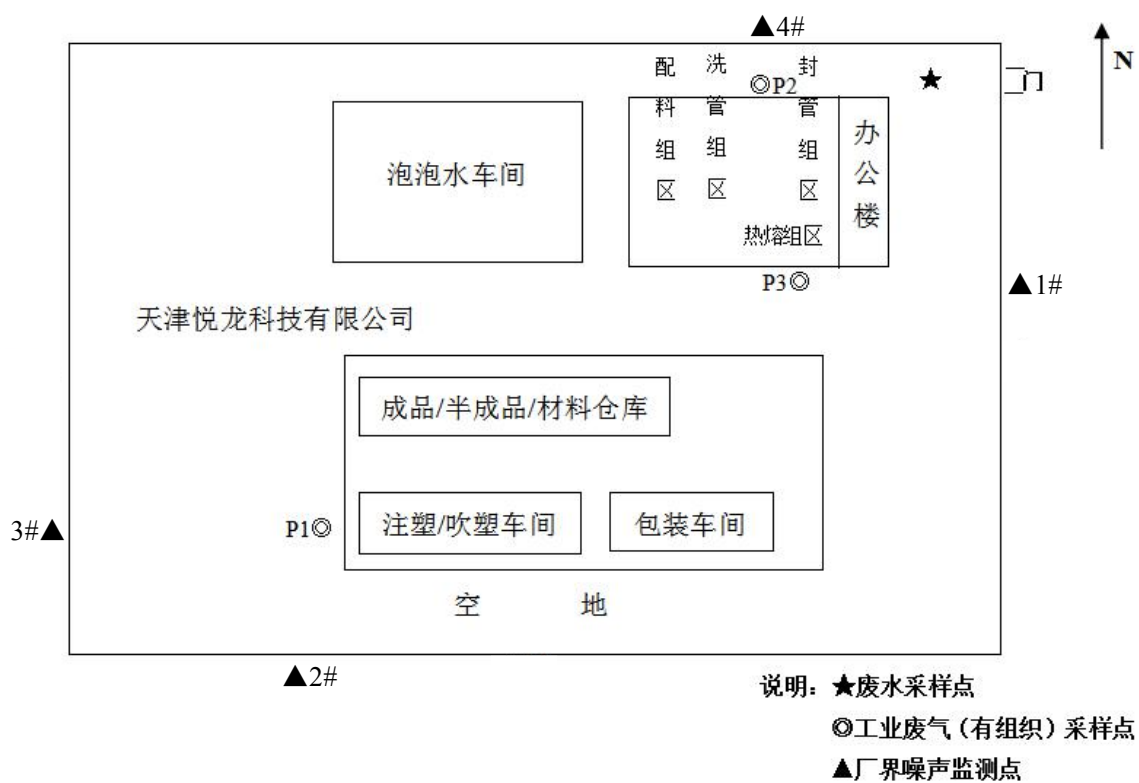 ▲4#
N
门
★
配料组区
洗管组区
◎P2
封管组区
办公楼
泡泡水车间
热熔组区
P3◎
▲1#
天津悦龙科技有限公司
成品/半成品/材料仓库
3#▲
P1◎
注塑/吹塑车间
包装车间
空 地
▲2#
说明：★废水采样点
◎工业废气（有组织）采样点
▲厂界噪声监测点